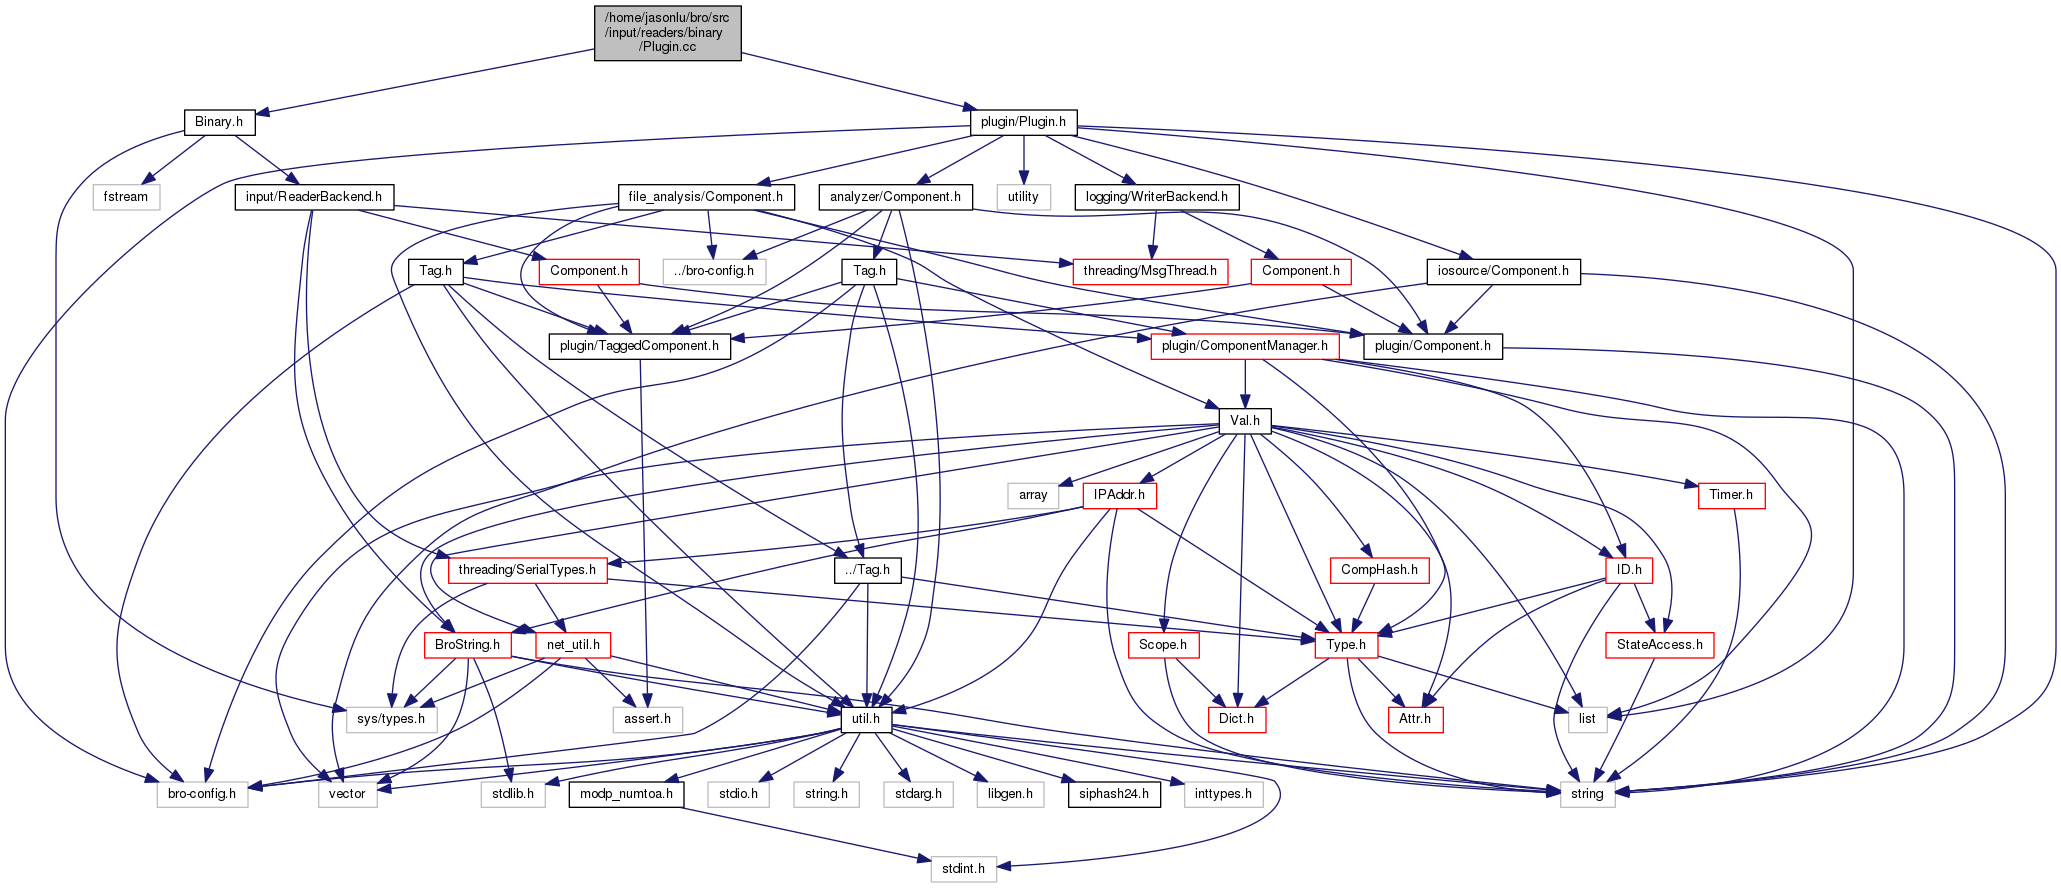 /home/jasonlu/bro/src
/input/readers/binary
/Plugin.cc
Binary.h
plugin/Plugin.h
fstream
input/ReaderBackend.h
file_analysis/Component.h
analyzer/Component.h
utility
logging/WriterBackend.h
Tag.h
Component.h
../bro-config.h
Tag.h
threading/MsgThread.h
Component.h
iosource/Component.h
plugin/TaggedComponent.h
plugin/ComponentManager.h
plugin/Component.h
Val.h
array
IPAddr.h
Timer.h
threading/SerialTypes.h
../Tag.h
CompHash.h
ID.h
BroString.h
net_util.h
Scope.h
Type.h
StateAccess.h
sys/types.h
assert.h
util.h
Dict.h
Attr.h
list
bro-config.h
vector
stdlib.h
modp_numtoa.h
stdio.h
string.h
stdarg.h
libgen.h
siphash24.h
inttypes.h
string
stdint.h